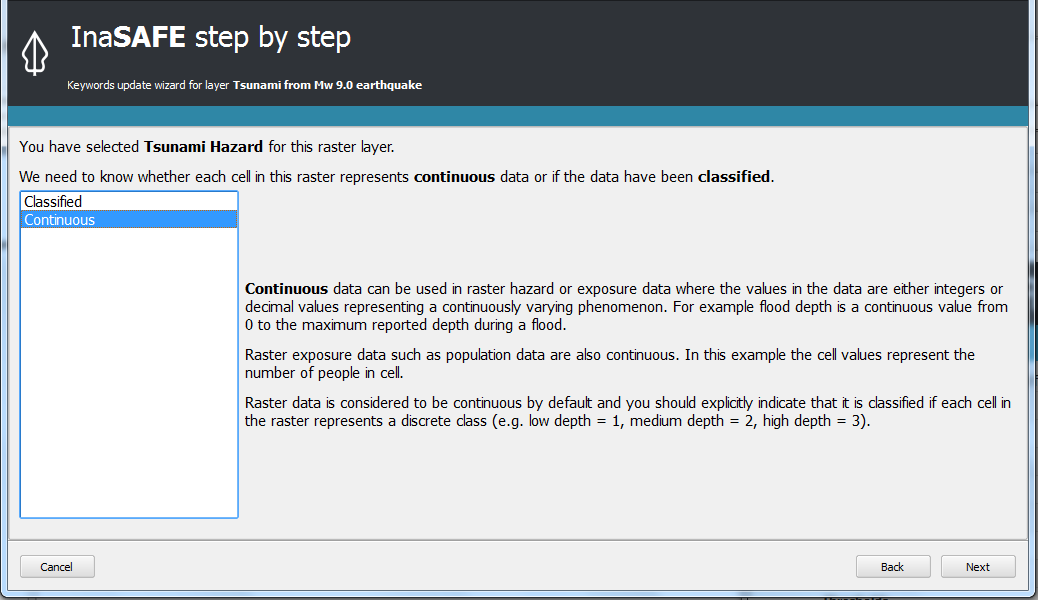 InaSAFE step by step
Keywords update wizard for layer Tsunami from Mw 9.0 earthquake
You have selected Tsunami Hazard for this raster layer.
We need to know whether each cell in this raster represents continuous data or if the data have been classified.
Classified
Continuous
Continuous data can be used in raster hazard or exposure data where the values in the data are either integers or
decimal values representing a continuously varying phenomenon. For example flood depth is a continuous value from
0 to the maximum reported depth during a flood.
Raster exposure data such as population data are also continuous. In this example the cell values represent the
number of people in cell.
Raster data is considered to be continuous by default and you should explicitly indicate that it is classified if each cell in
the raster represents a discrete class (e.g. low depth = 1, medium depth = 2, high depth = 3).
Cancel
Back
Next